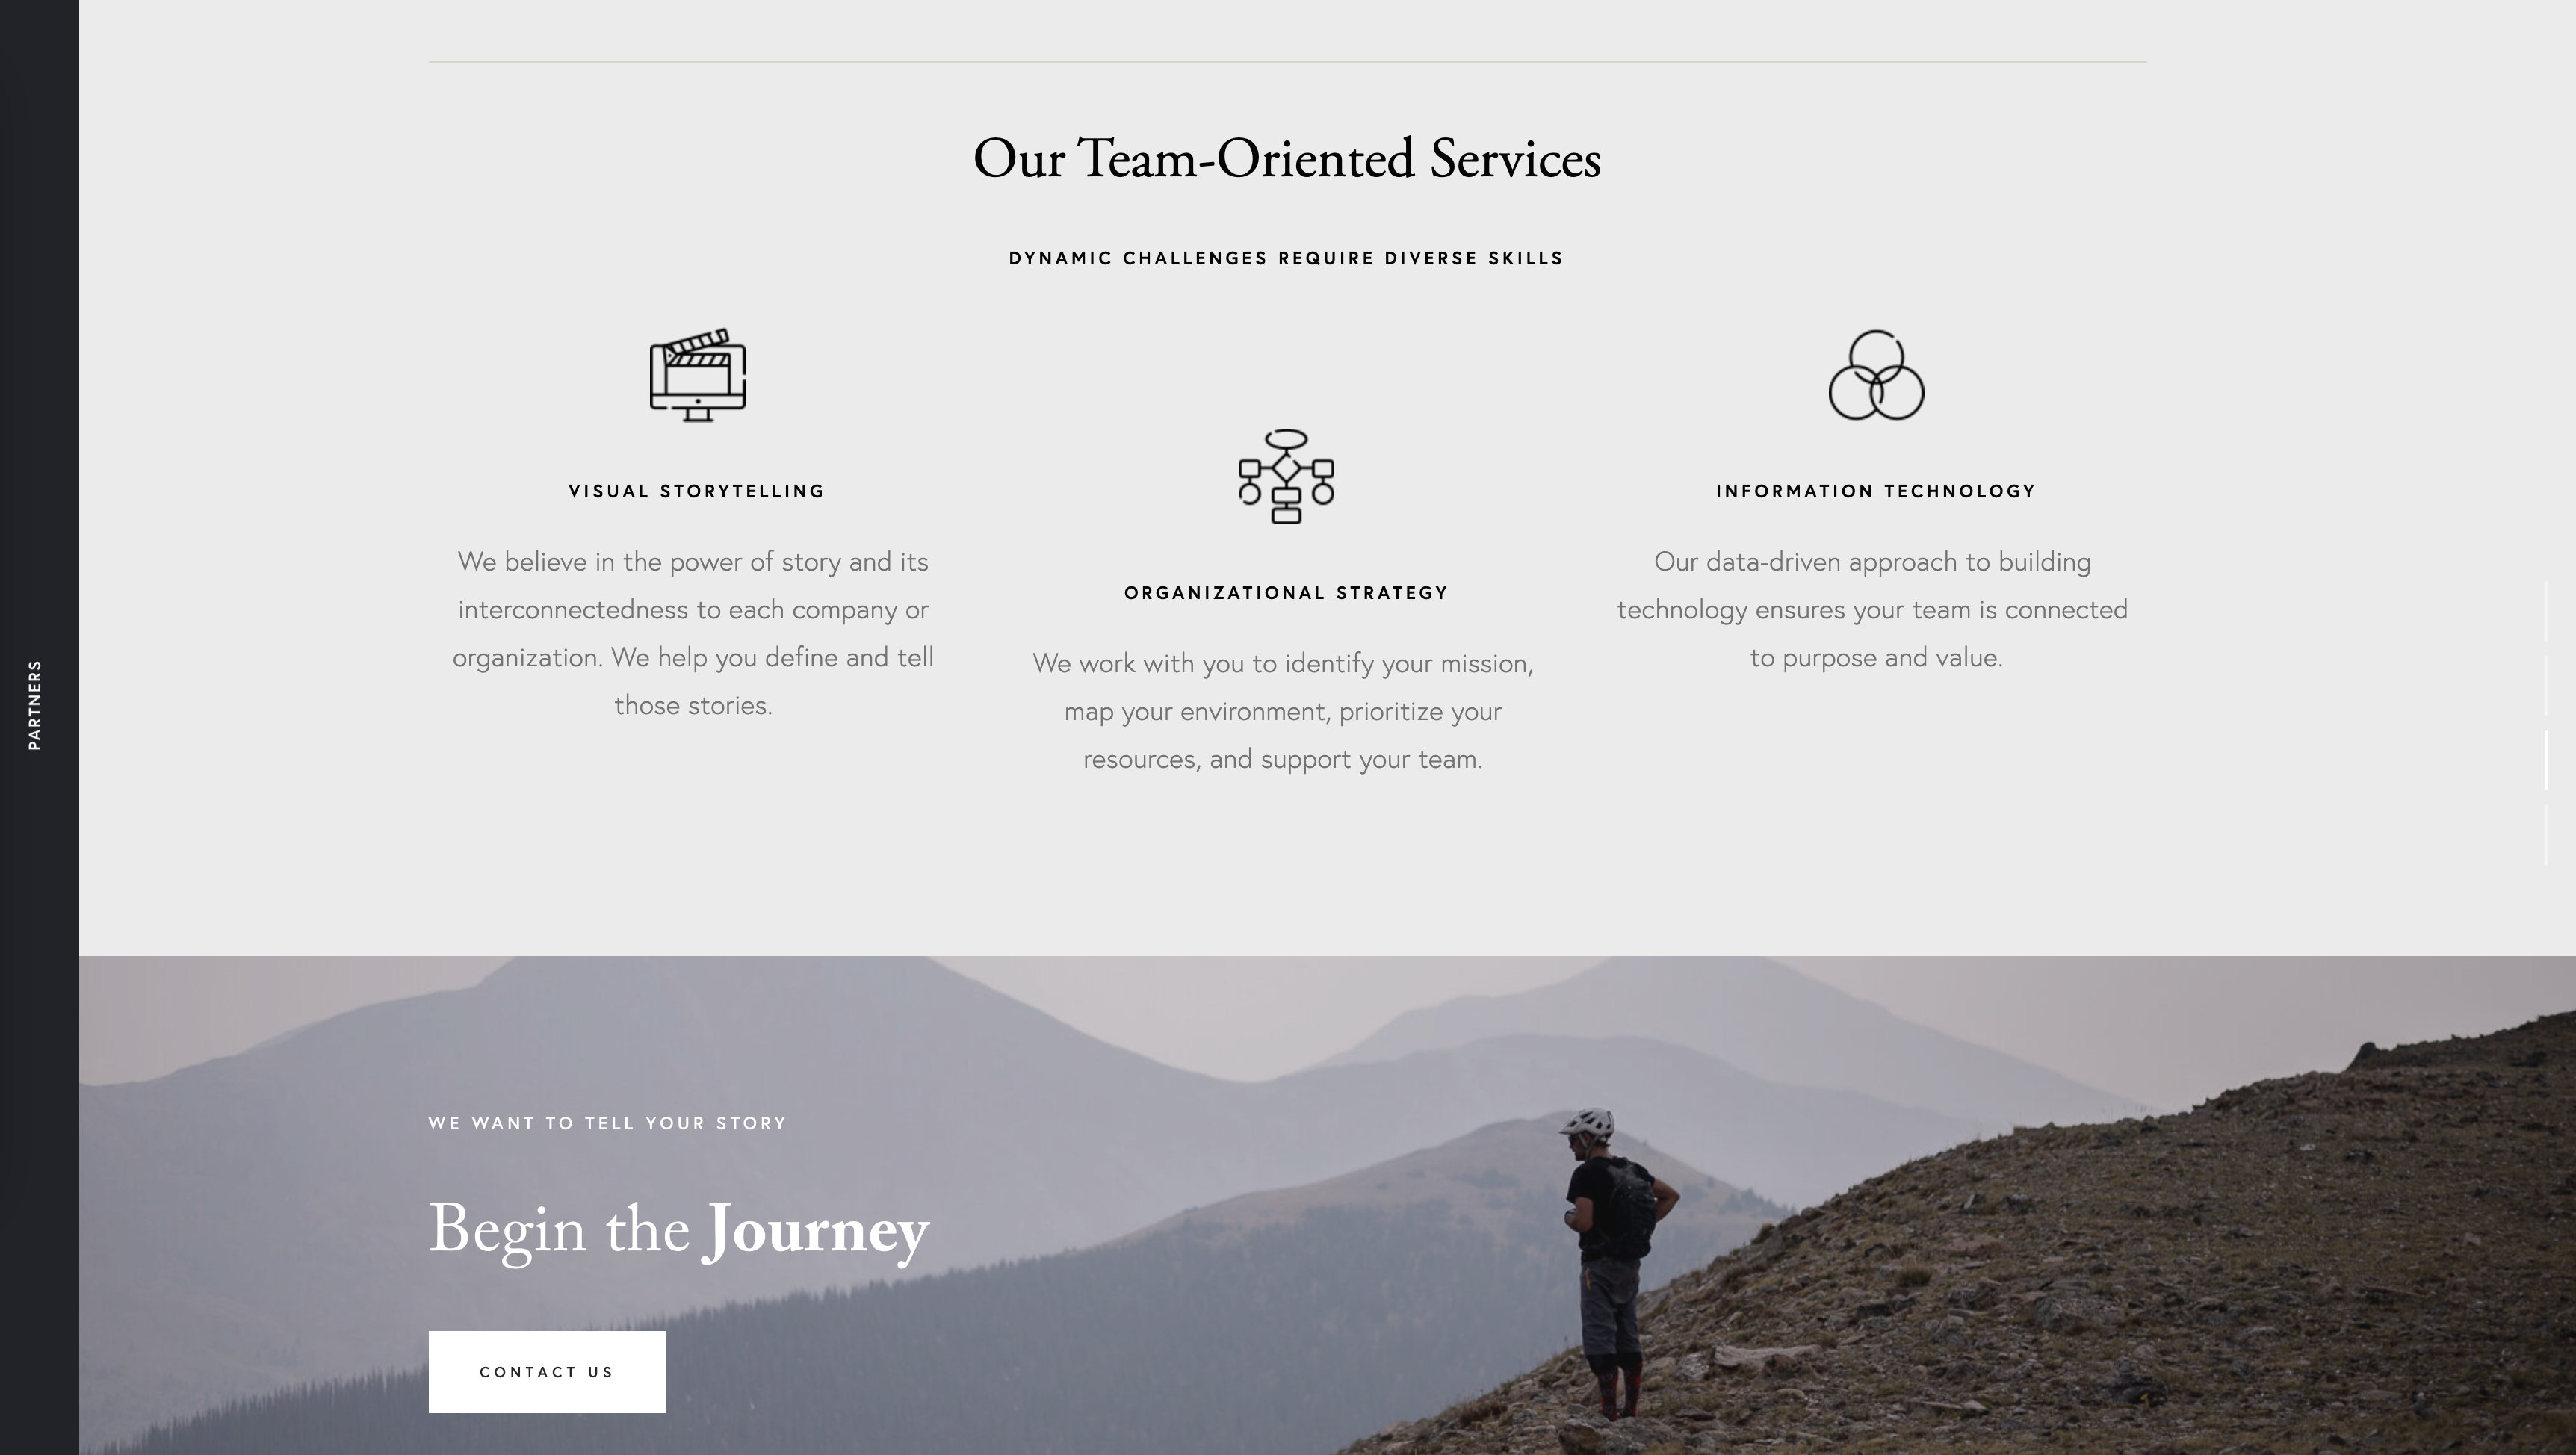 PARTNERS
Our Team-Oriented Services
DYNAMIC CHALLENGES REQUIRE DIVERSE SKILLS
VISUAL STORYTELLING
We believe in the power of story and its
interconnectedness to each company or
organization. We help you define and tell
those stories.
ORGANIZATIONAL STRATEGY
We work with you to identify your mission,
map your environment, prioritize your
resources, and support your team.
INFORMATION TECHNOLOGY
Our data-driven approach to building
technology ensures your team is connected
to purpose and value.
WE WANT TO TELL YOUR STORY
Begin the Journey
CONTACT US